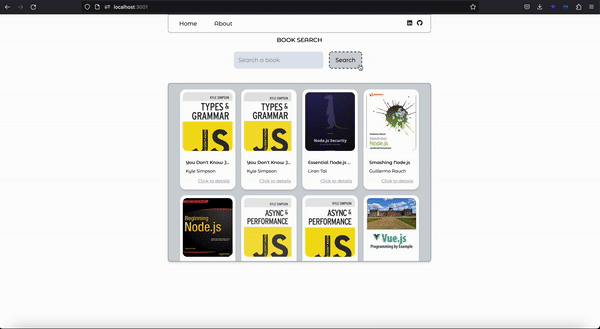 localhost:3001
Home About
BOOK SEARCH
Search a book Search
KYLE SIMPSON
TYPES &
GRAMMAR
JS
You Don't Know J...
Kyle Simpson
Click to details
KYLE SIMPSON
TYPES &
GRAMMAR
JS
You Don't Know J...
Kyle Simpson
Click to details
Node.js Security
Essential Node.js ...
Liran Tal
Click to details
Smashing Node.js
Guillermo Rauch
Click to details
Beginning
Node.js
KYLE SIMPSON
ASYNC &
PERFORMANCE
JS
KYLE SIMPSON
ASYNC &
PERFORMANCE
JS
Vue.js
Programming by Example